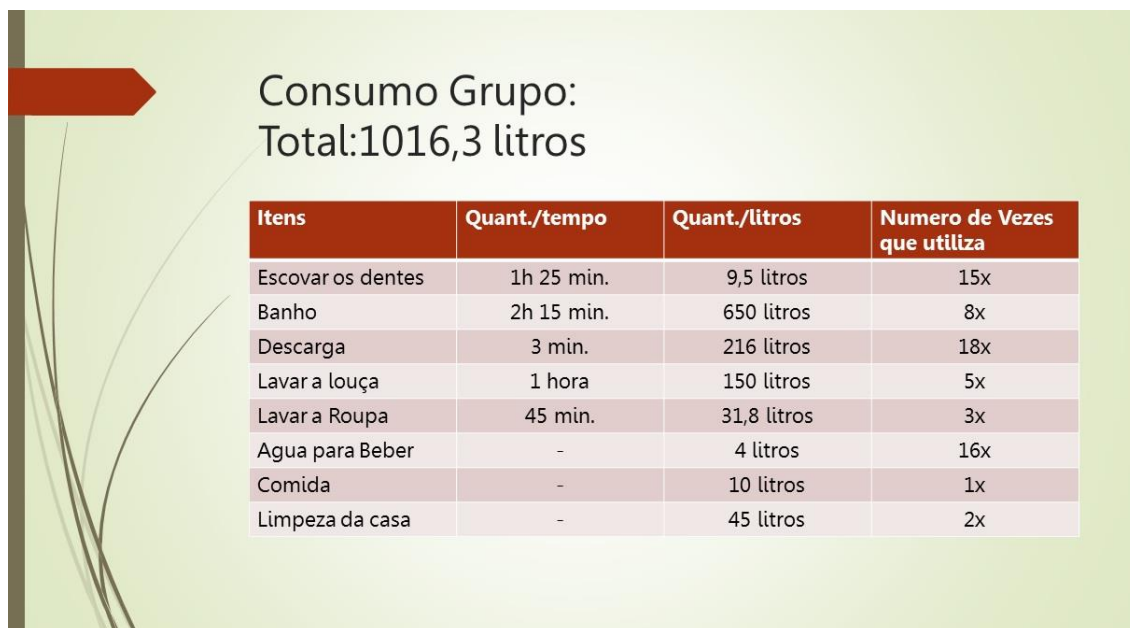 Consumo Grupo:
Total:1016,3 litros
Itens Quant./tempo Quant./litros Numero de Vezes
que utiliza
Escovar os dentes 1h 25 min. 9,5 litros 15x
Banho 2h 15 min. 650 litros 8x
Descarga 3 min. 216 litros 18x
Lavar a louça 1 hora 150 litros 5x
Lavar a Roupa 45 min. 31,8 litros 3x
Agua para Beber - 4 litros 16x
Comida - 10 litros 1x
Limpeza da casa - 45 litros 2x